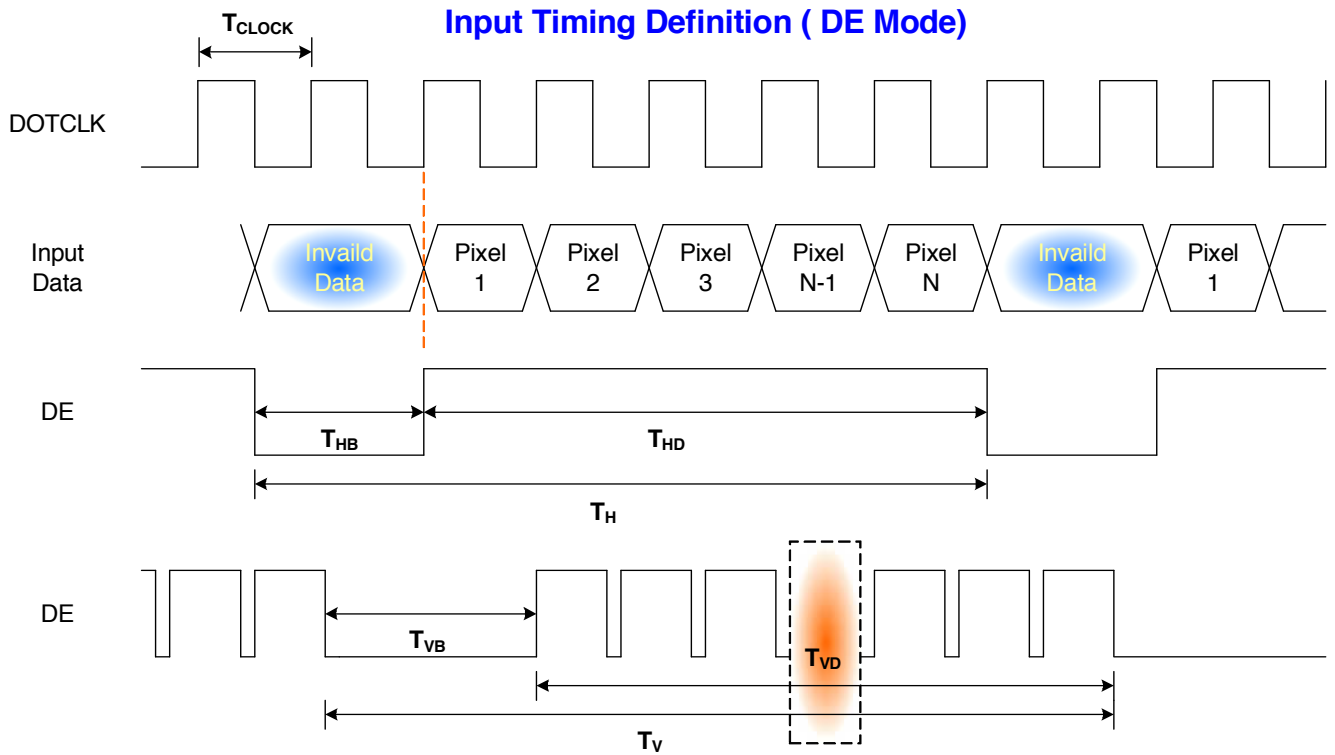 Input Timing Definition ( DE Mode)
TCLOCK
DOTCLK
Input
Data
Invaild
Data
Pixel
1
Pixel
2
Pixel
3
Pixel
N-1
Pixel
N
Invaild
Data
Pixel
1
DE
THB
THD
TH
DE
TVB
TVD
TV